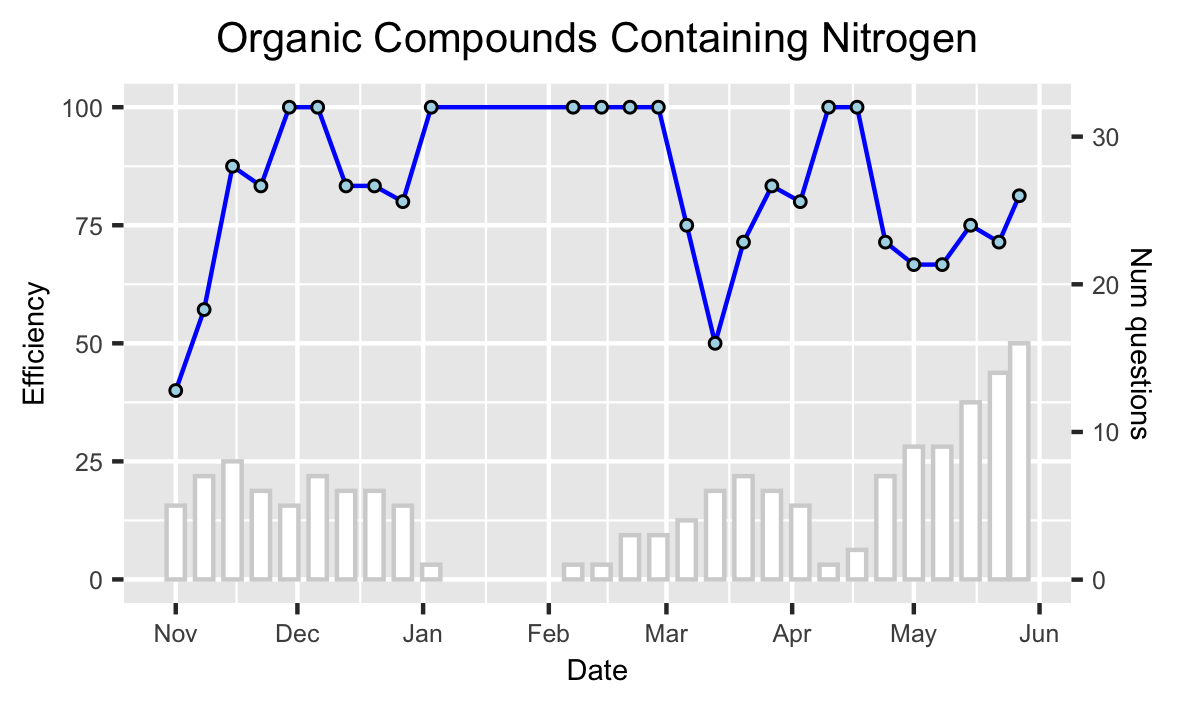 Organic Compounds Containing Nitrogen
100
75
50
25
0
Efficiency
30
20
10
0
Num questions
Nov Dec Jan Feb Mar Apr May Jun
Date